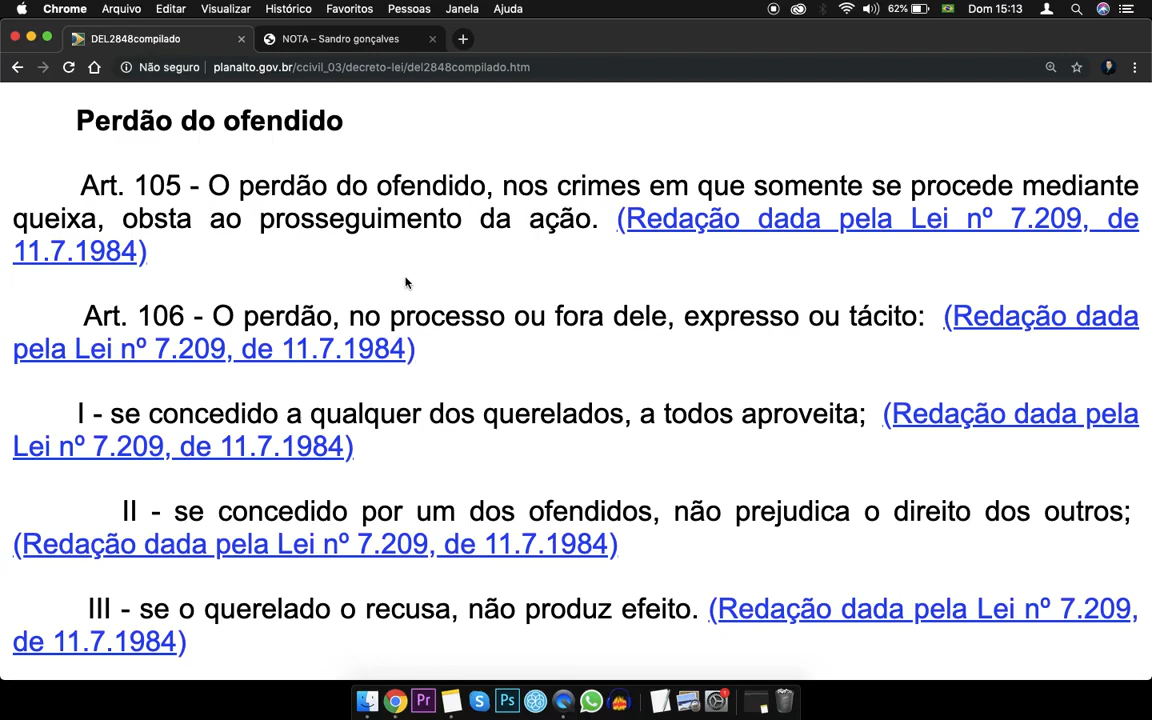 Chrome Arquivo Editar Visualizar Histórico Favoritos Pessoas Janela Ajuda 62% Dom 15:13
DEL2848compilado NOTA – Sandro gonçalves
Não seguro planalto.gov.br/ccivil_03/decreto-lei/del2848compilado.htm
Perdão do ofendido
Art. 105 - O perdão do ofendido, nos crimes em que somente se procede mediante
queixa, obsta ao prosseguimento da ação. (Redação dada pela Lei nº 7.209, de
11.7.1984)
Art. 106 - O perdão, no processo ou fora dele, expresso ou tácito: (Redação dada
pela Lei nº 7.209, de 11.7.1984)
I - se concedido a qualquer dos querelados, a todos aproveita; (Redação dada pela
Lei nº 7.209, de 11.7.1984)
II - se concedido por um dos ofendidos, não prejudica o direito dos outros;
(Redação dada pela Lei nº 7.209, de 11.7.1984)
III - se o querelado o recusa, não produz efeito. (Redação dada pela Lei nº 7.209,
de 11.7.1984)
Pr S Ps 1